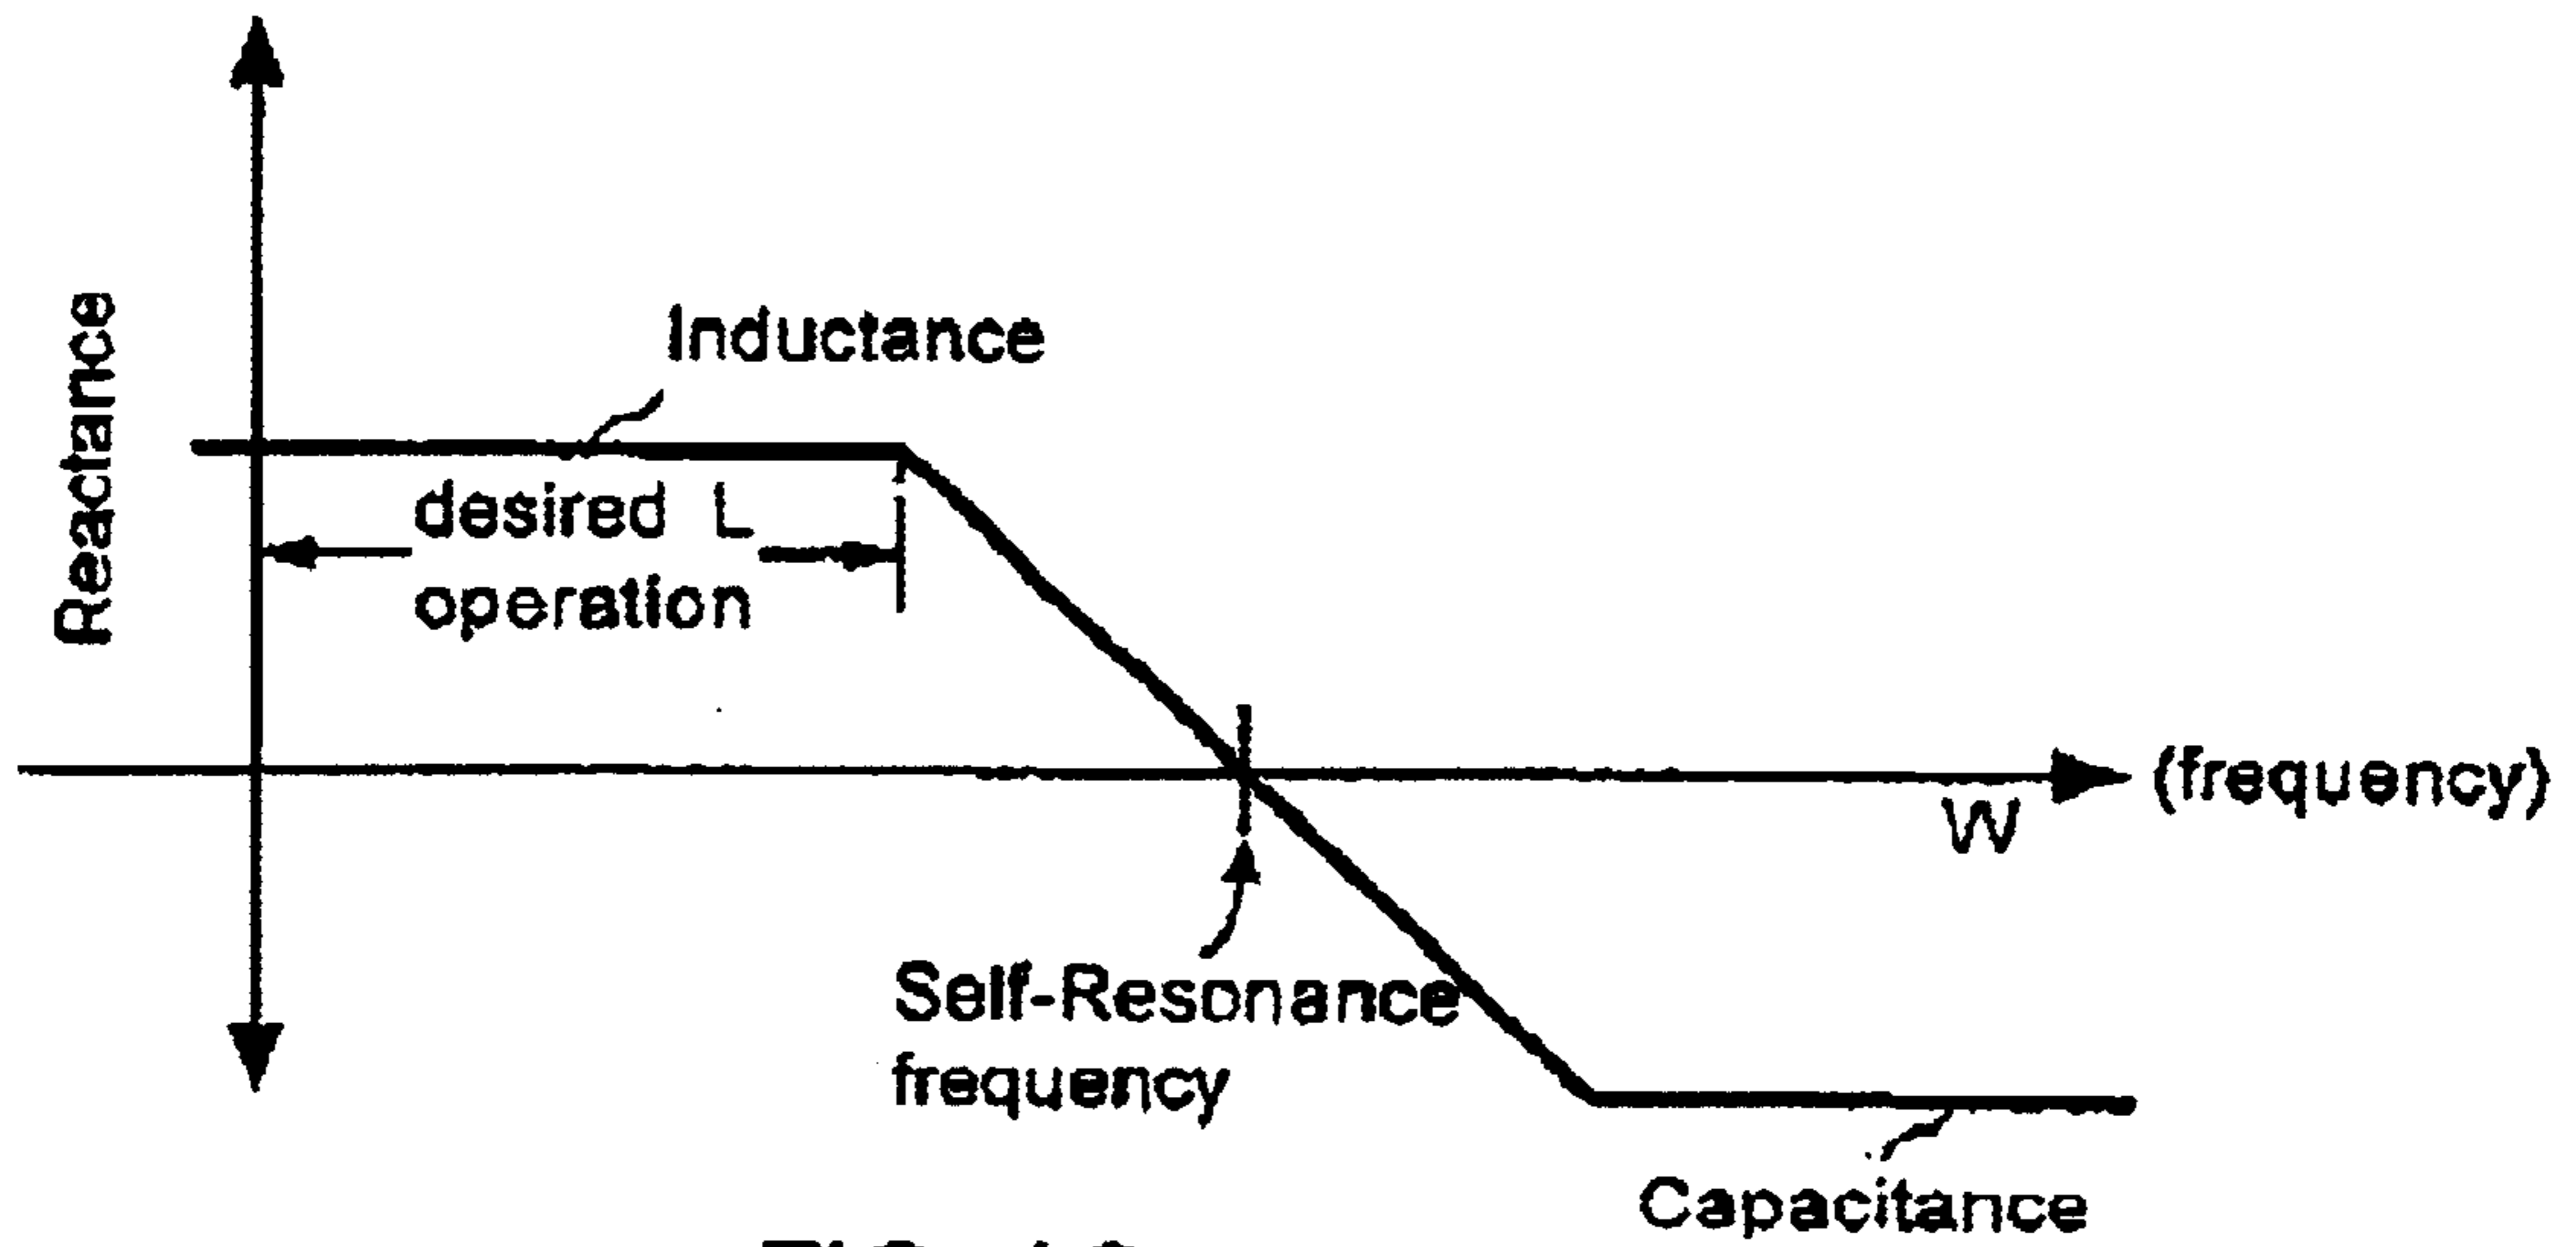 Reactance
Inductance
desired L
operation
(frequency)
W
Self-Resonance
frequency
Capacitance